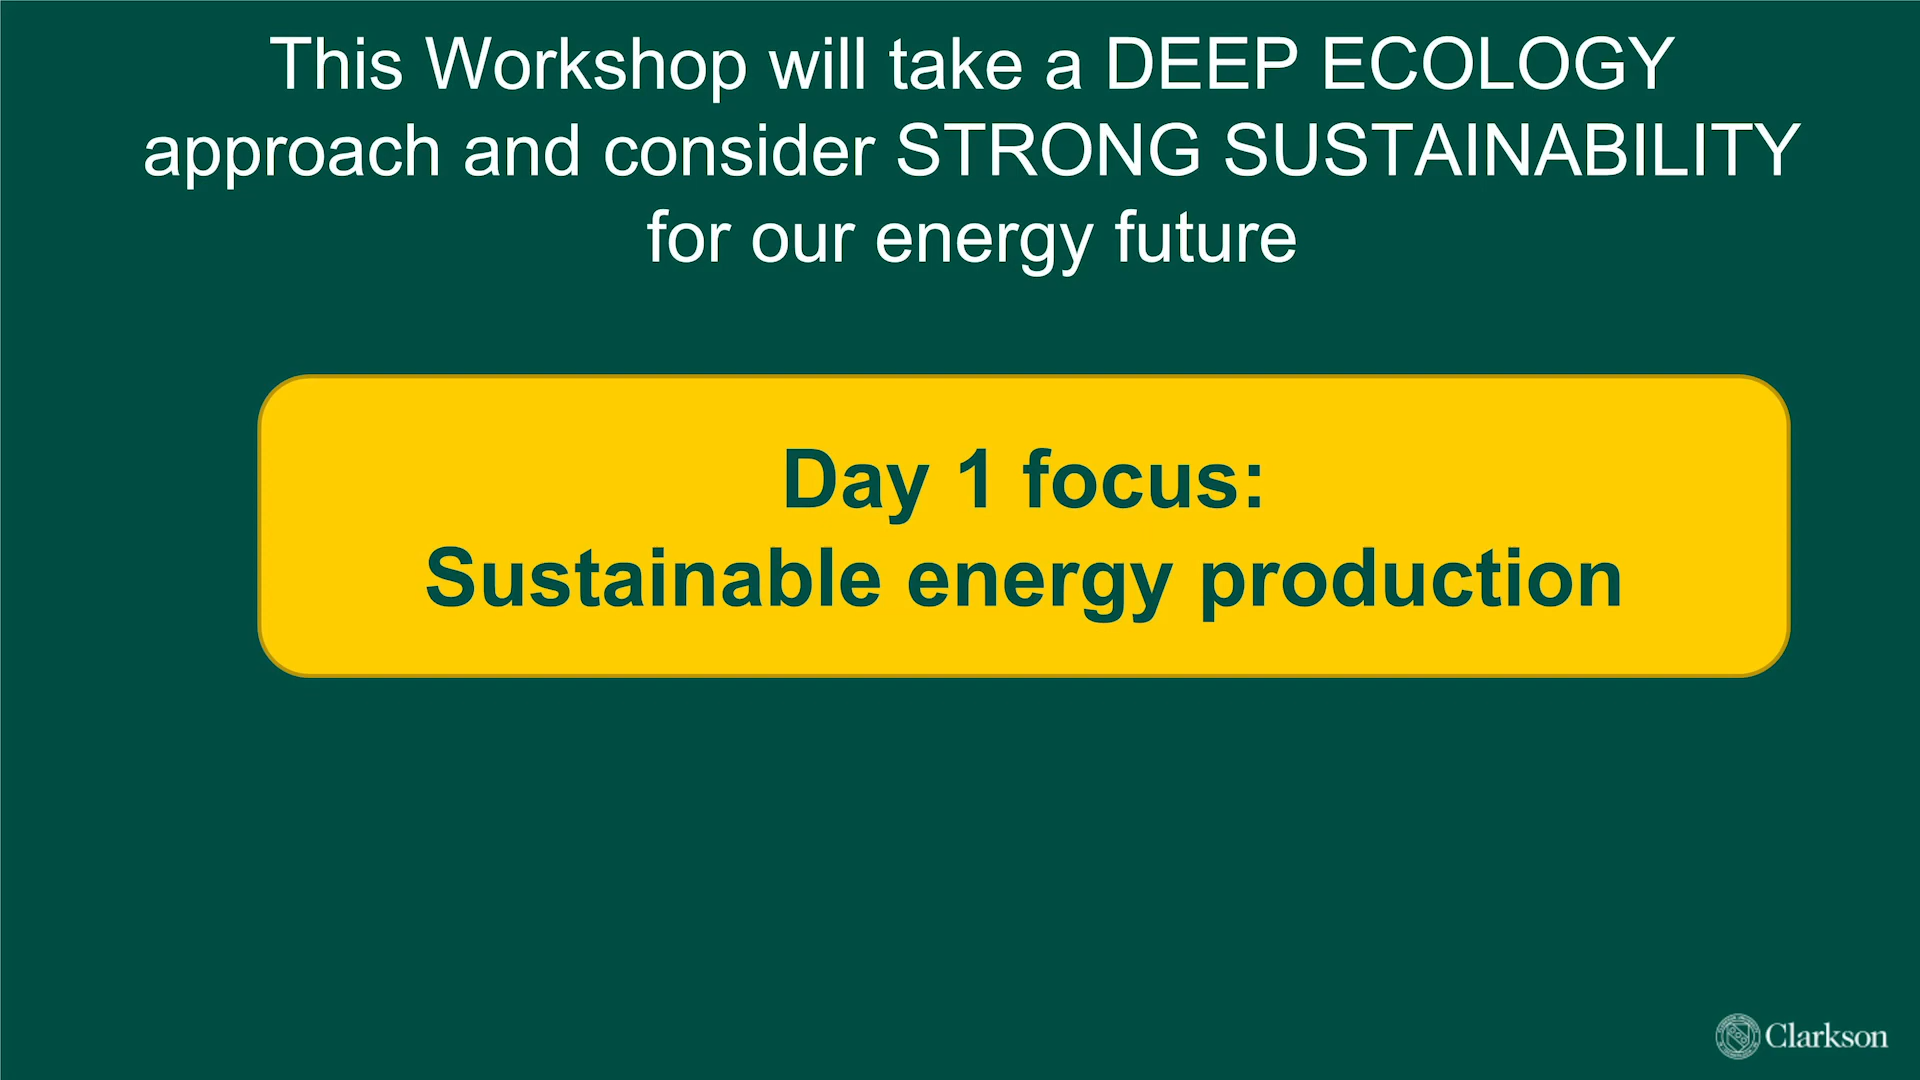 This Workshop will take a DEEP ECOLOGY
approach and consider STRONG SUSTAINABILITY
for our energy future
Day 1 focus:
Sustainable energy production
Clarkson